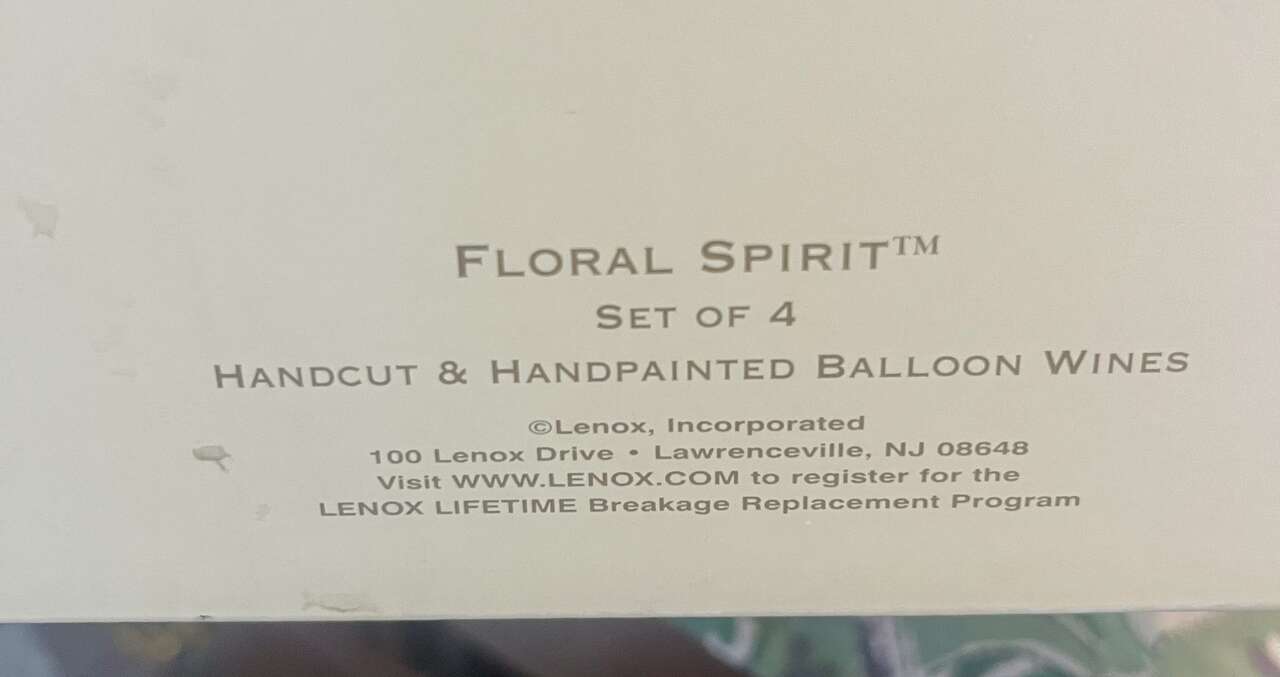 FLORAL SPIRIT™
SET OF 4
HANDCUT & HANDPAINTED BALLOON WINES
©Lenox, Incorporated
100 Lenox Drive • Lawrenceville, NJ 08648
Visit WWW.LENOX.COM to register for the
LENOX LIFETIME Breakage Replacement Program